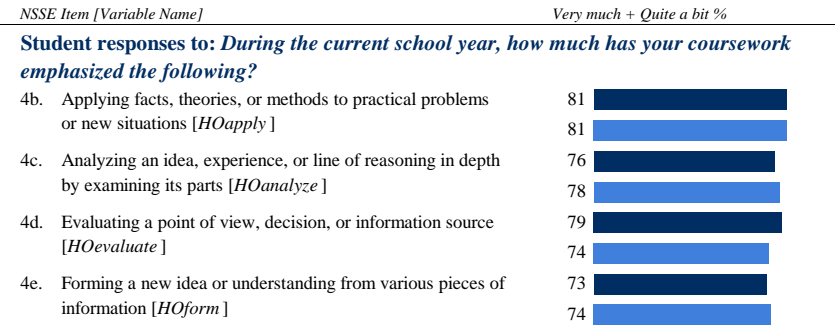 NSSE Item [Variable Name] Very much + Quite a bit %
Student responses to: During the current school year, how much has your coursework
emphasized the following?
4b. Applying facts, theories, or methods to practical problems 81
or new situations [HOapply] 81
4c. Analyzing an idea, experience, or line of reasoning in depth 76
by examining its parts [HOanalyze] 78
4d. Evaluating a point of view, decision, or information source 79
[HOevaluate] 74
4e. Forming a new idea or understanding from various pieces of 73
information [HOform] 74